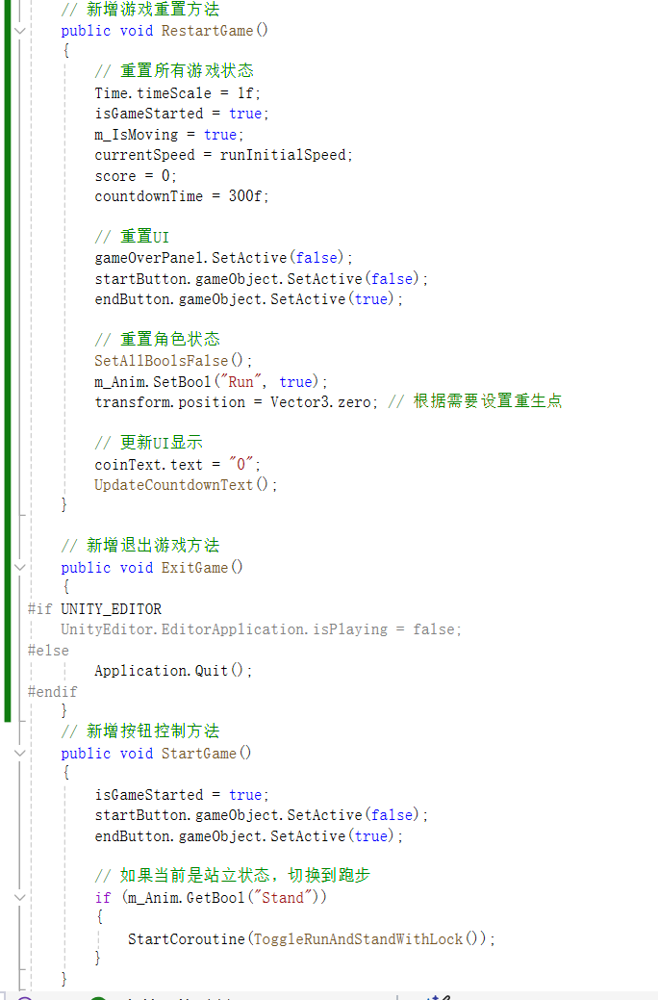 // 新增游戏重置方法
public void RestartGame()
{
// 重置所有游戏状态
Time.timeScale = 1f;
isGameStarted = true;
m_IsMoving = true;
currentSpeed = runInitialSpeed;
score = 0;
countdownTime = 300f;
// 重置UI
gameOverPanel.SetActive(false);
startButton.gameObject.SetActive(false);
endButton.gameObject.SetActive(true);
// 重置角色状态
SetAllBoolsFalse();
m_Anim.SetBool("Run", true);
transform.position = Vector3.zero; // 根据需要设置重生点
// 更新UI显示
coinText.text = "0";
UpdateCountdownText();
}
// 新增退出游戏方法
public void ExitGame()
{
#if UNITY_EDITOR
UnityEditor.EditorApplication.isPlaying = false;
#else
Application.Quit();
#endif
}
// 新增按钮控制方法
public void StartGame()
{
isGameStarted = true;
startButton.gameObject.SetActive(false);
endButton.gameObject.SetActive(true);
// 如果当前是站立状态，切换到跑步
if (m_Anim.GetBool("Stand"))
{
StartCoroutine(ToggleRunAndStandWithLock());
}
}